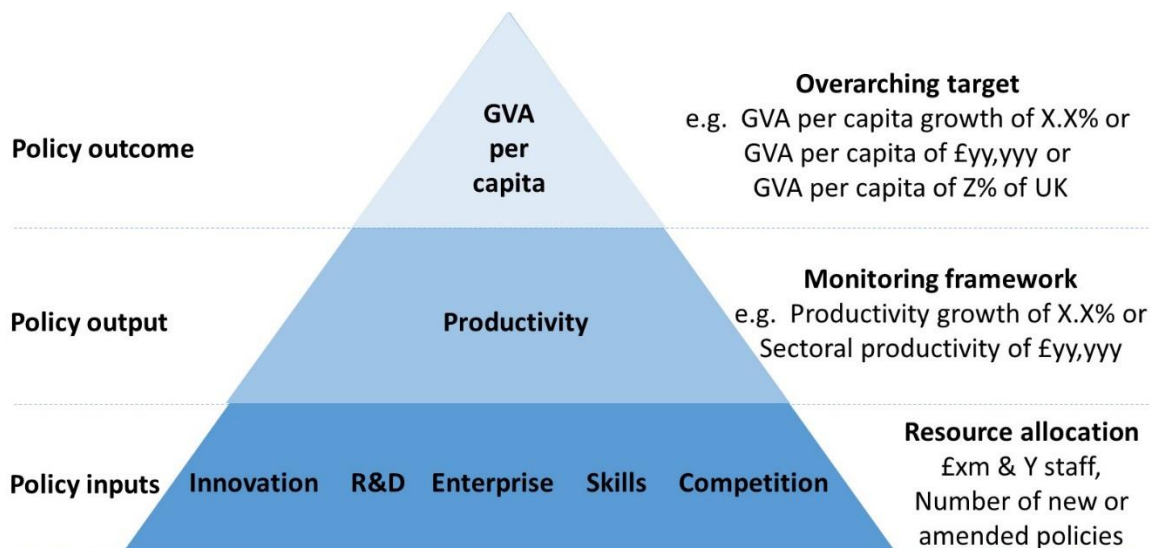 Policy outcome
GVA
per
capita
Overarching target
e.g. GVA per capita growth of X.X% or
GVA per capita of £yy,yyy or
GVA per capita of Z% of UK
Policy output
Productivity
Monitoring framework
e.g. Productivity growth of X.X% or
Sectoral productivity of £yy,yyy
Policy inputs
Innovation R&D Enterprise Skills Competition
Resource allocation
£xm & Y staff,
Number of new or
amended policies